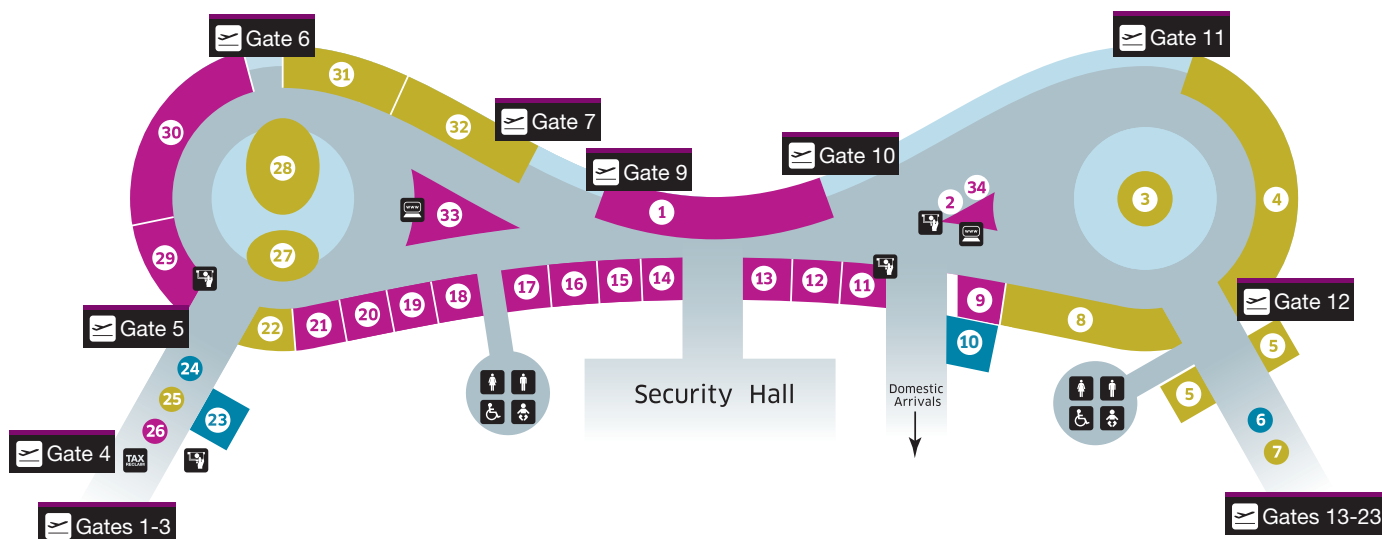 Gate 6
Gate 11
31
30
32
Gate 7
Gate 10
28
Gate 9
33
1
2
34
3
4
29
27
17
16
15
14
13
12
11
9
Gate 12
22
21
20
19
18
8
10
5
5
Gate 5
24
25
23
26
Security Hall
Domestic
Arrivals
6
7
Gate 4
TAX
RECLAIM
www
www
Gates 1-3
Gates 13-23